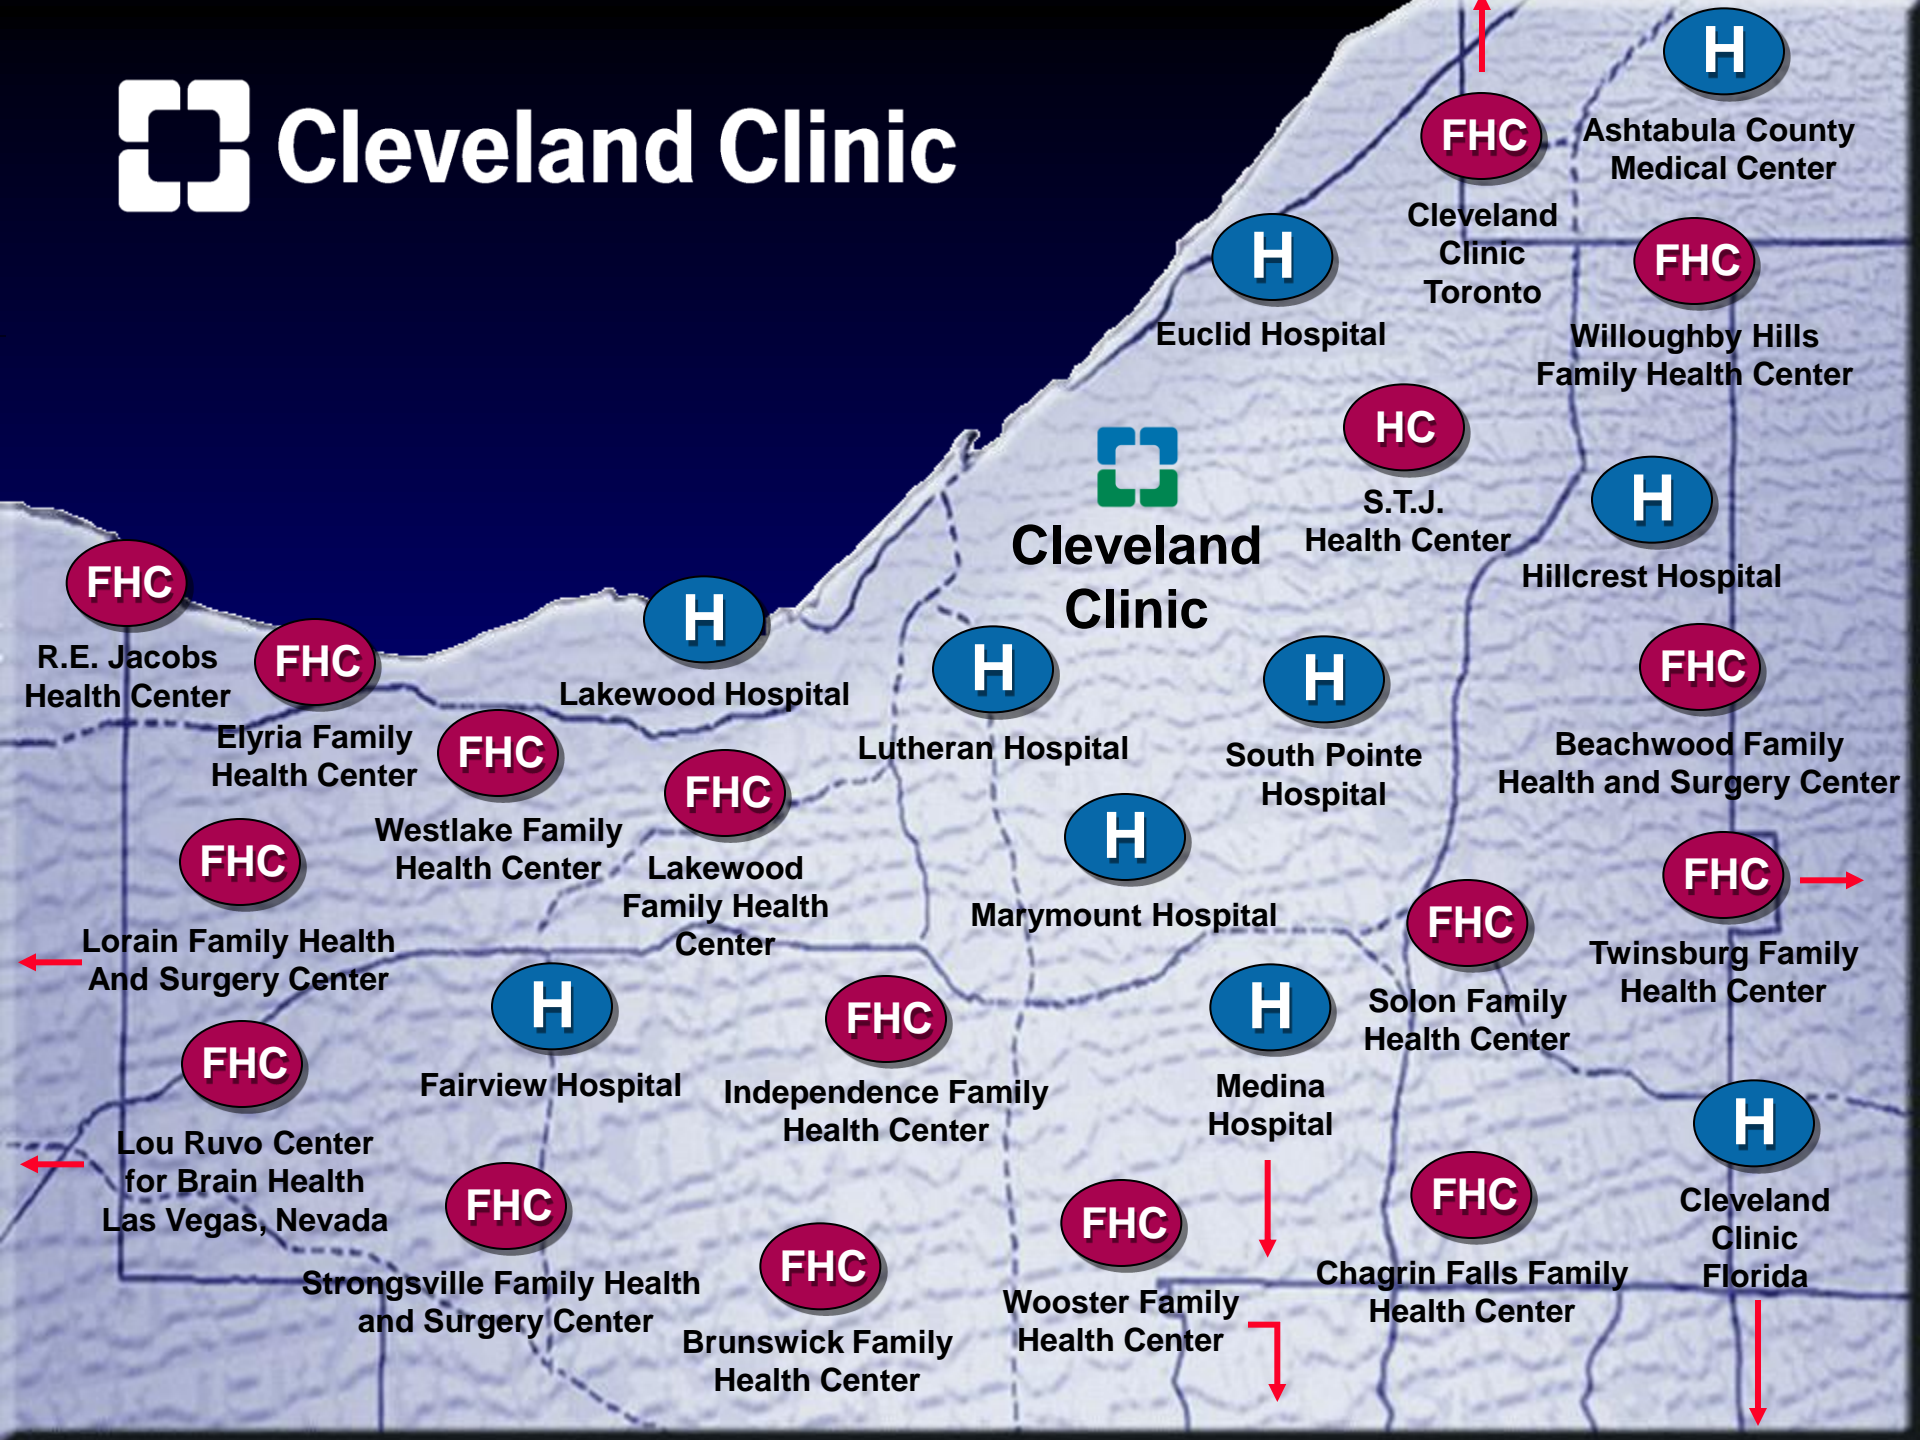 Cleveland Clinic
H
Ashtabula County
Medical Center
FHC
Cleveland
Clinic
Toronto
H
Euclid Hospital
FHC
Willoughby Hills
Family Health Center
HC
S.T.J.
Health Center
Cleveland
Clinic
H
Hillcrest Hospital
FHC
R.E. Jacobs
Health Center
FHC
Elyria Family
Health Center
H
Lakewood Hospital
H
Lutheran Hospital
H
South Pointe
Hospital
FHC
Beachwood Family
Health and Surgery Center
FHC
Westlake Family
Health Center
FHC
Lakewood
Family Health
Center
H
Marymount Hospital
FHC
Lorain Family Health
And Surgery Center
FHC
Twinsburg Family
Health Center
FHC
Solon Family
Health Center
H
Fairview Hospital
FHC
Independence Family
Health Center
H
Medina
Hospital
FHC
Lou Ruvo Center
for Brain Health
Las Vegas, Nevada
H
Cleveland
Clinic
Florida
FHC
Strongsville Family Health
and Surgery Center
FHC
Brunswick Family
Health Center
FHC
Wooster Family
Health Center
FHC
Chagrin Falls Family
Health Center